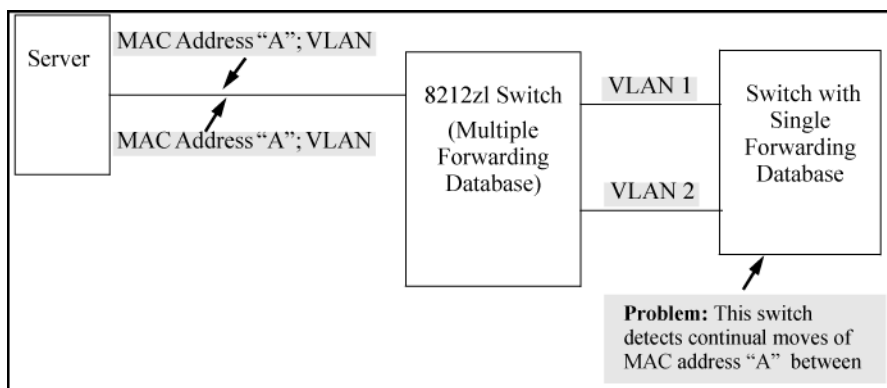 Server
MAC Address “A”; VLAN
MAC Address “A”; VLAN
8212zl Switch
(Multiple
Forwarding
Database)
VLAN 1
VLAN 2
Switch with
Single
Forwarding
Database
Problem: This switch
detects continual moves of
MAC address “A” between